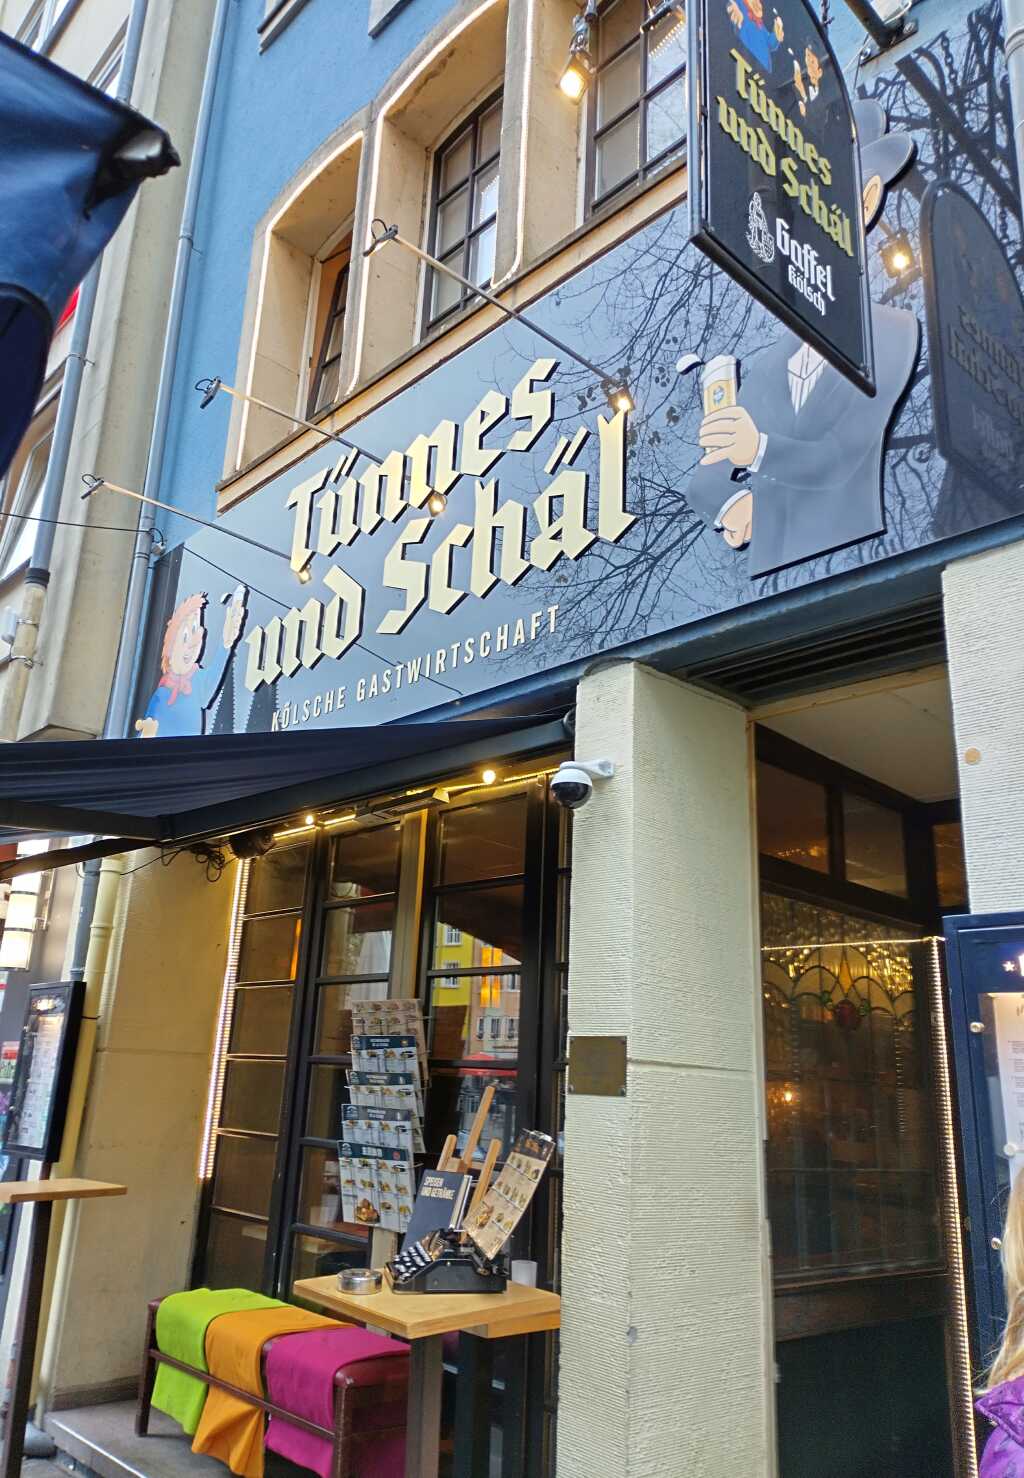 Tünnes
und Schäl
Gaffel
Kölsch
Tünnes
und Schäl
KÖLSCHE GASTWIRTSCHAFT
SPEISEN
UND GETRÄNKE